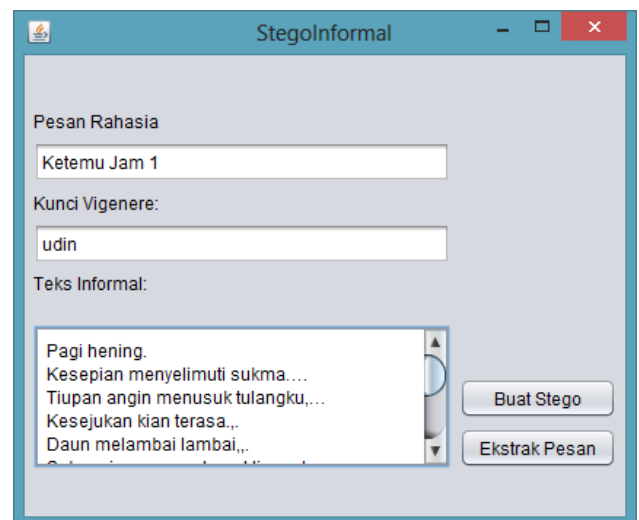 StegoInformal
Pesan Rahasia
Ketemu Jam 1
Kunci Vigenere:
udin
Teks Informal:
Pagi hening.
Kesepian menyelimuti sukma....
Tiupan angin menusuk tulangku,...
Kesejukan kian terasa.,.
Daun melambai lambai,,.
Buat Stego
Ekstrak Pesan